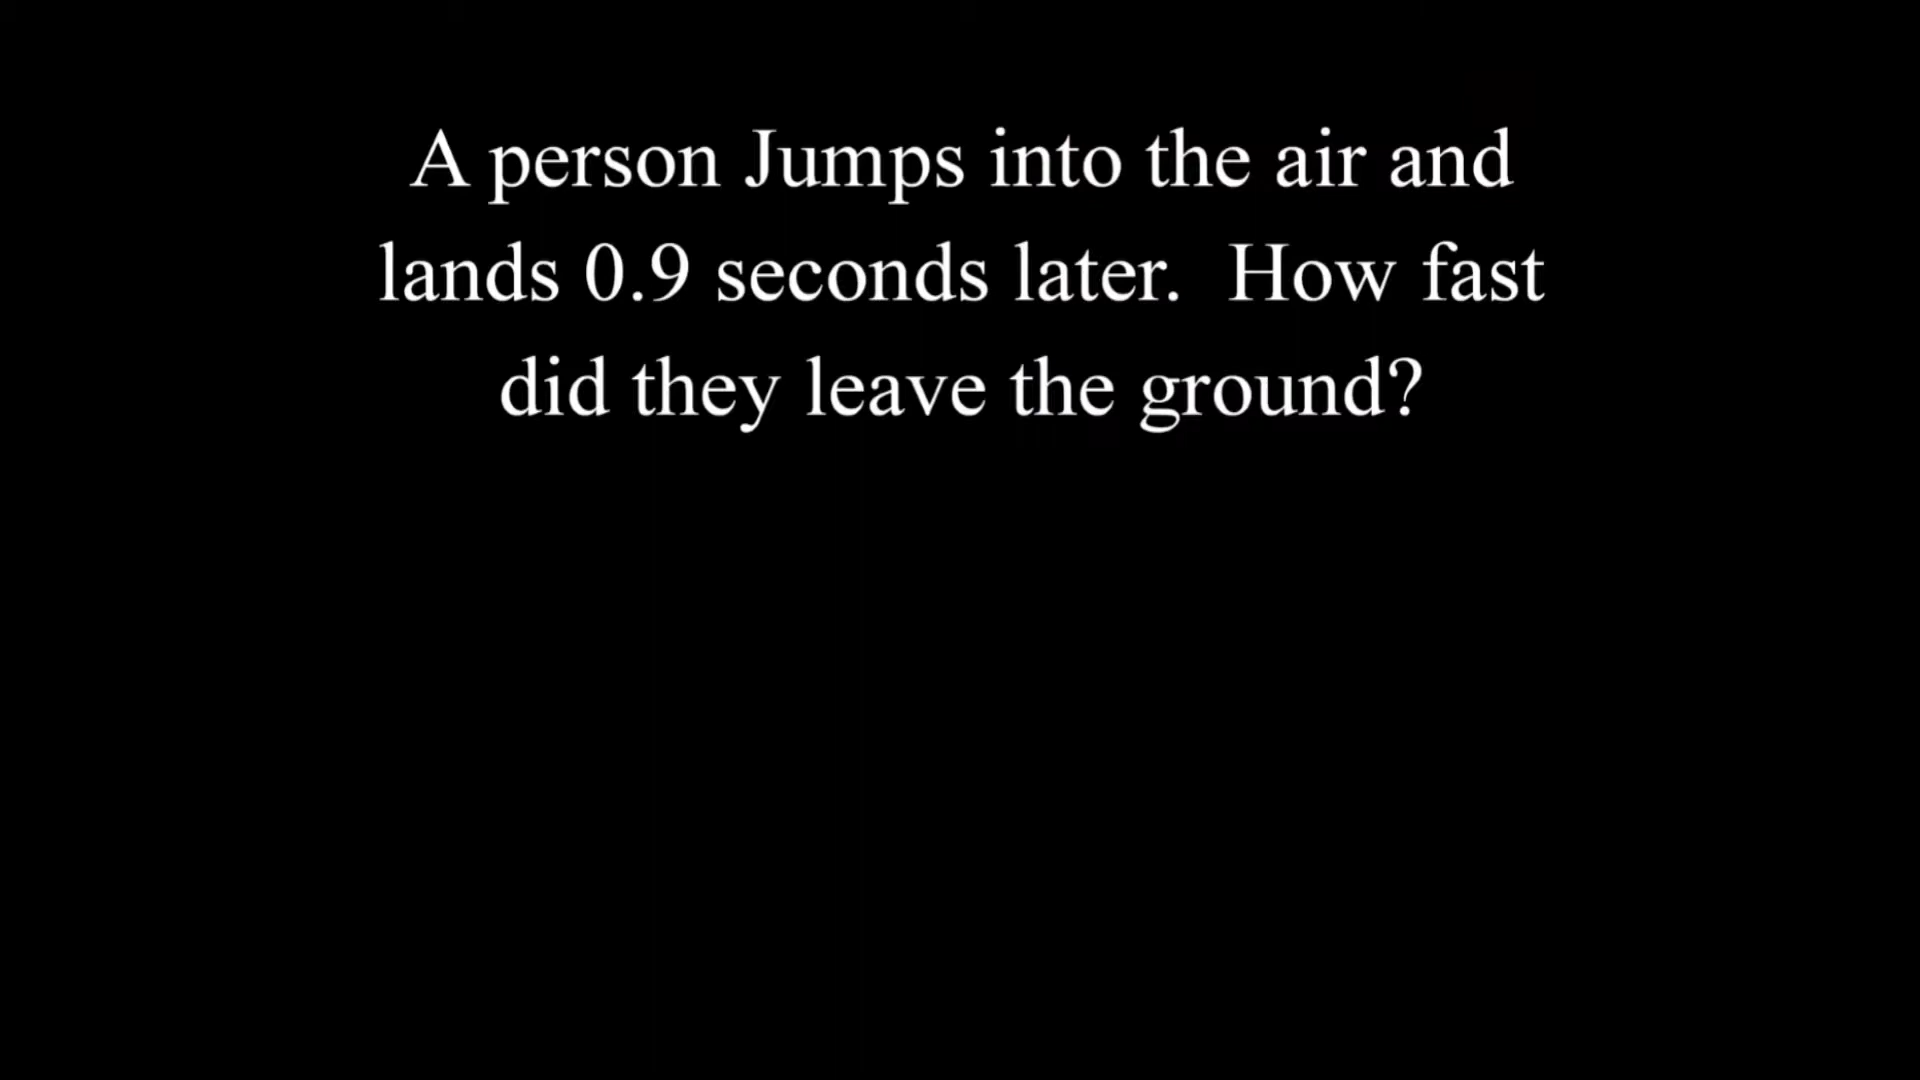 A person Jumps into the air and
lands 0.9 seconds later.  How fast
did they leave the ground?